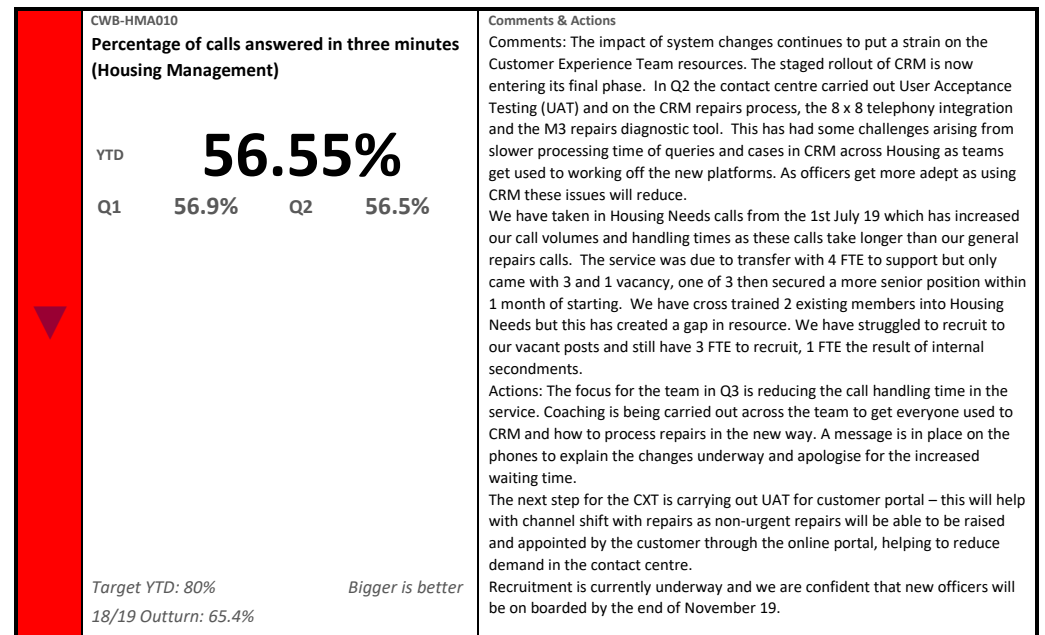 CWB-HMA010
Percentage of calls answered in three minutes
(Housing Management)
YTD 56.55%
Q1 56.9% Q2 56.5%
Target YTD: 80% Bigger is better
18/19 Outturn: 65.4%
Comments & Actions
Comments: The impact of system changes continues to put a strain on the
Customer Experience Team resources. The staged rollout of CRM is now
entering its final phase.  In Q2 the contact centre carried out User Acceptance
Testing (UAT) and on the CRM repairs process, the 8 x 8 telephony integration
and the M3 repairs diagnostic tool.  This has had some challenges arising from
slower processing time of queries and cases in CRM across Housing as teams
get used to working off the new platforms. As officers get more adept as using
CRM these issues will reduce.
We have taken in Housing Needs calls from the 1st July 19 which has increased
our call volumes and handling times as these calls take longer than our general
repairs calls.  The service was due to transfer with 4 FTE to support but only
came with 3 and 1 vacancy, one of 3 then secured a more senior position within
1 month of starting.  We have cross trained 2 existing members into Housing
Needs but this has created a gap in resource. We have struggled to recruit to
our vacant posts and still have 3 FTE to recruit, 1 FTE the result of internal
secondments.
Actions: The focus for the team in Q3 is reducing the call handling time in the
service. Coaching is being carried out across the team to get everyone used to
CRM and how to process repairs in the new way. A message is in place on the
phones to explain the changes underway and apologise for the increased
waiting time.
The next step for the CXT is carrying out UAT for customer portal – this will help
with channel shift with repairs as non-urgent repairs will be able to be raised
and appointed by the customer through the online portal, helping to reduce
demand in the contact centre.
Recruitment is currently underway and we are confident that new officers will
be on boarded by the end of November 19.